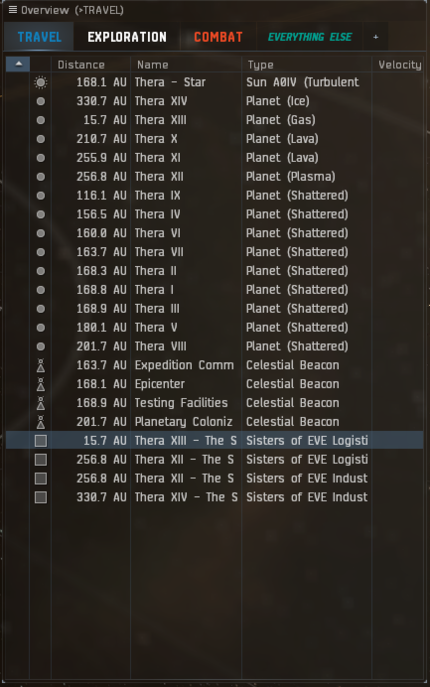 Overview (▸TRAVEL)
TRAVEL EXPLORATION COMBAT EVERYTHING ELSE +
Distance Name Type Velocity
168.1 AU Thera - Star Sun A0IV (Turbulent
330.7 AU Thera XIV Planet (Ice)
15.7 AU Thera XIII Planet (Gas)
210.7 AU Thera X Planet (Lava)
255.9 AU Thera XI Planet (Lava)
256.8 AU Thera XII Planet (Plasma)
116.1 AU Thera IX Planet (Shattered)
156.5 AU Thera IV Planet (Shattered)
160.0 AU Thera VI Planet (Shattered)
163.7 AU Thera VII Planet (Shattered)
168.3 AU Thera II Planet (Shattered)
168.8 AU Thera I Planet (Shattered)
168.9 AU Thera III Planet (Shattered)
180.1 AU Thera V Planet (Shattered)
201.7 AU Thera VIII Planet (Shattered)
163.7 AU Expedition Comm Celestial Beacon
168.1 AU Epicenter Celestial Beacon
168.9 AU Testing Facilities Celestial Beacon
201.7 AU Planetary Coloniz Celestial Beacon
15.7 AU Thera XIII - The S Sisters of EVE Logisti
256.8 AU Thera XII - The S Sisters of EVE Logisti
256.8 AU Thera XII - The S Sisters of EVE Indust
330.7 AU Thera XIV - The S Sisters of EVE Indust